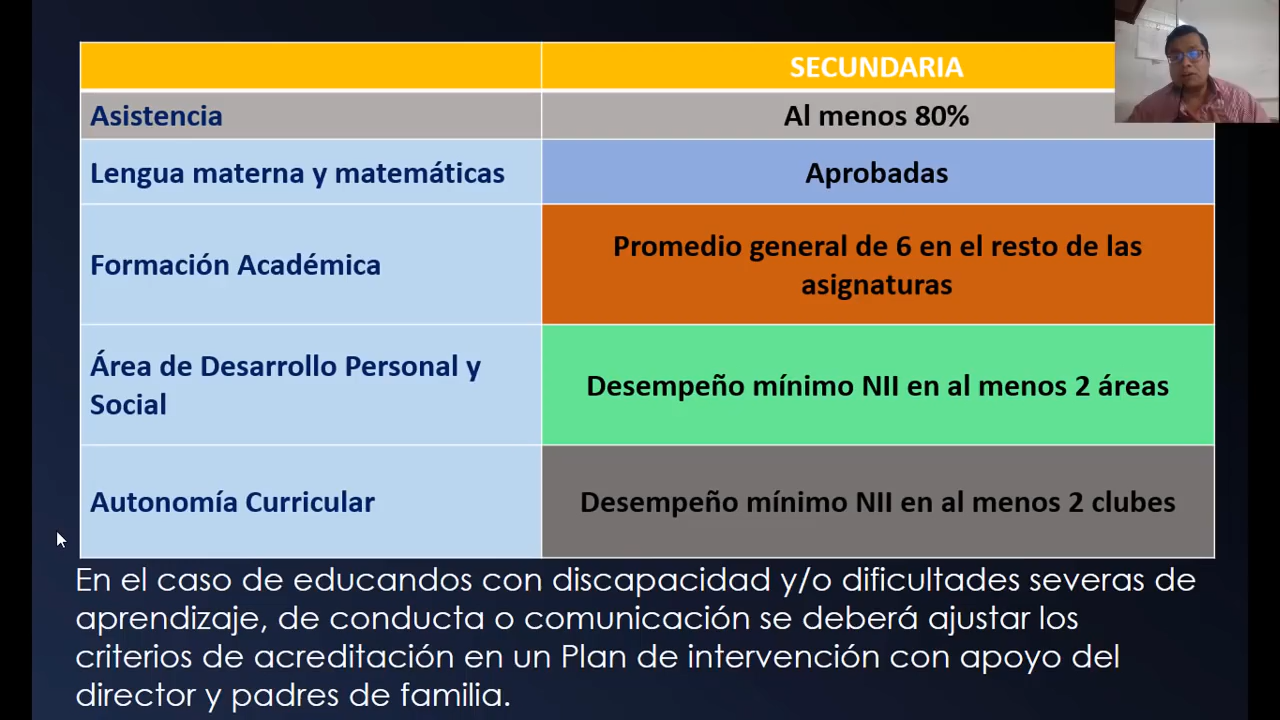 SECUNDARIA
Asistencia
Al menos 80%
Lengua materna y matemáticas
Aprobadas
Formación Académica
Promedio general de 6 en el resto de las
asignaturas
Área de Desarrollo Personal y
Social
Desempeño mínimo NII en al menos 2 áreas
Autonomía Curricular
Desempeño mínimo NII en al menos 2 clubes
En el caso de educandos con discapacidad y/o dificultades severas de
aprendizaje, de conducta o comunicación se deberá ajustar los
criterios de acreditación en un Plan de intervención con apoyo del
director y padres de familia.